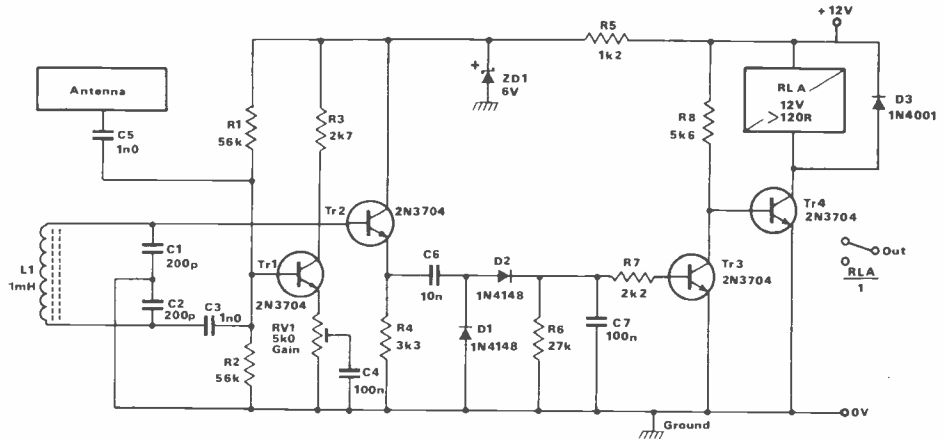 +12V
R5
1k2
Antenna
+
ZD1
6V
RLA
12V
>120R
D3
1N4001
C5
1n0
R1
56k
R3
2k7
R8
5k6
Tr2
2N3704
Tr4
2N3704
L1
1mH
C1
200p
C2
200p
C3
1n0
Tr1
2N3704
C6
10n
D2
1N4148
R7
2k2
Tr3
2N3704
Out
RLA
1
RV1
5k0
Gain
R2
56k
C4
100n
R4
3k3
D1
1N4148
R6
27k
C7
100n
Ground
0V